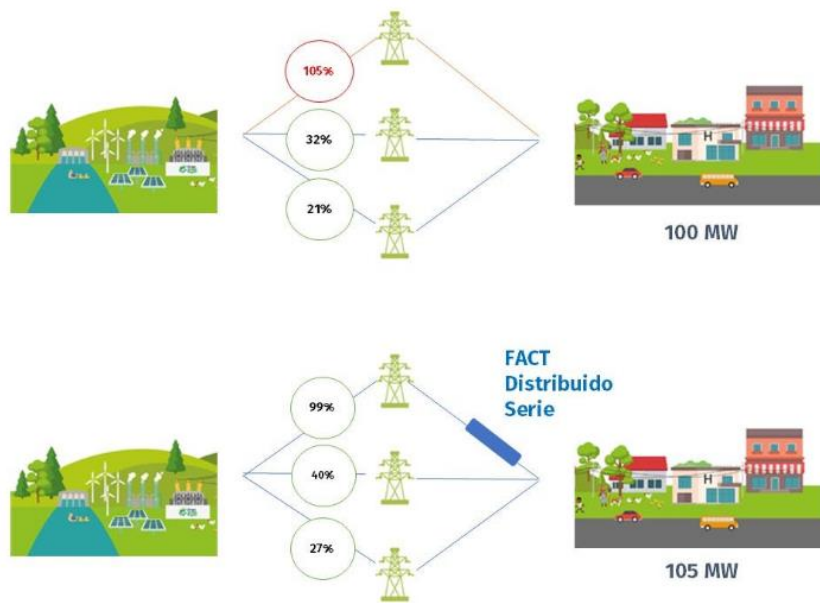 105%
32%
21%
H
100 MW
FACT
Distribuido
Serie
99%
40%
27%
H
105 MW